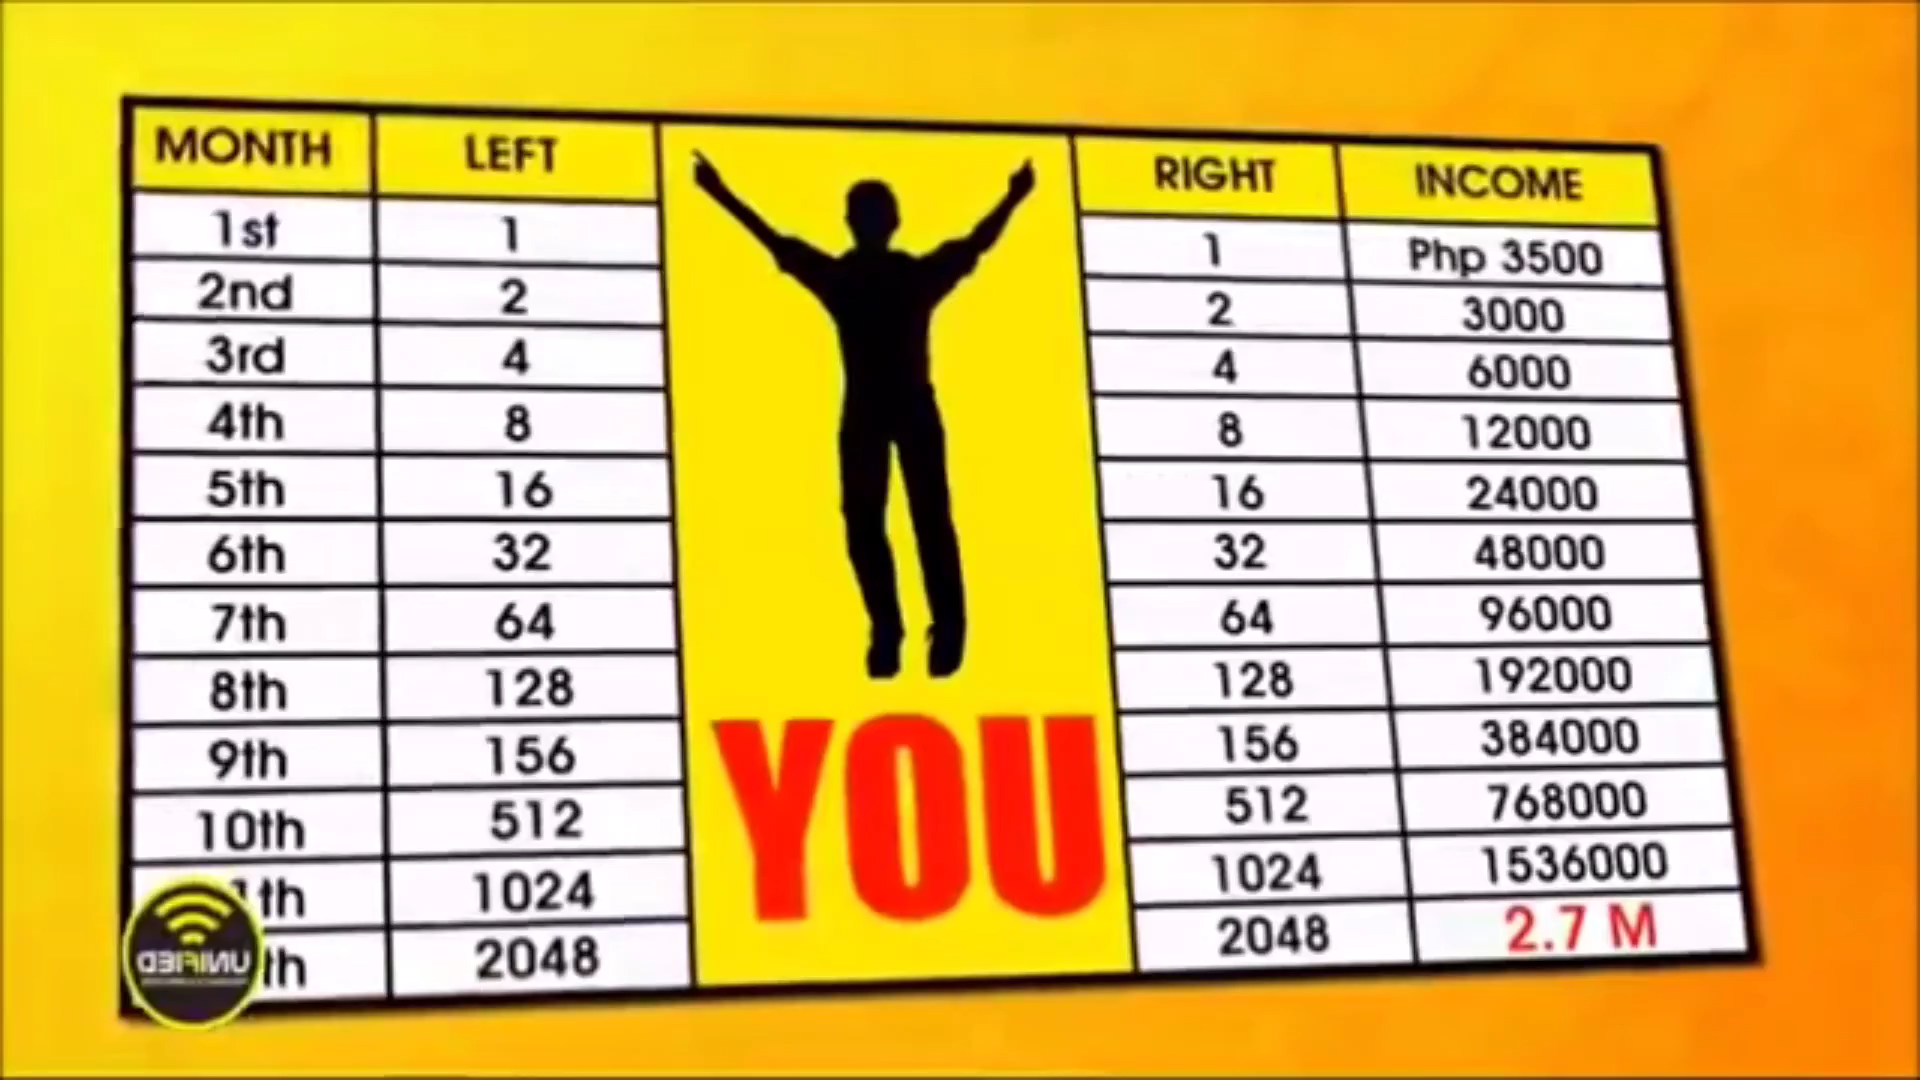 MONTH LEFT RIGHT INCOME
1st 1 1 Php 3500
2nd 2 2 3000
3rd 4 4 6000
4th 8 8 12000
5th 16 16 24000
6th 32 32 48000
7th 64 64 96000
8th 128 128 192000
9th 156 156 384000
10th 512 512 768000
1th 1024 1024 1536000
th 2048 2048 2.7 M
YOU
UNIFIED